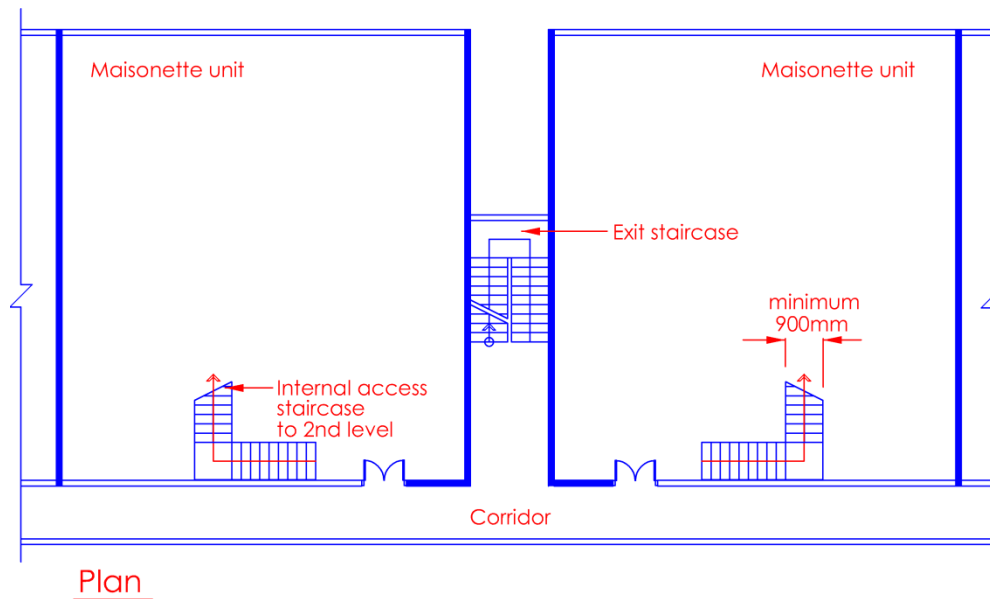 Maisonette unit
Maisonette unit
Exit staircase
minimum
900mm
Internal access
staircase
to 2nd level
Corridor
Plan